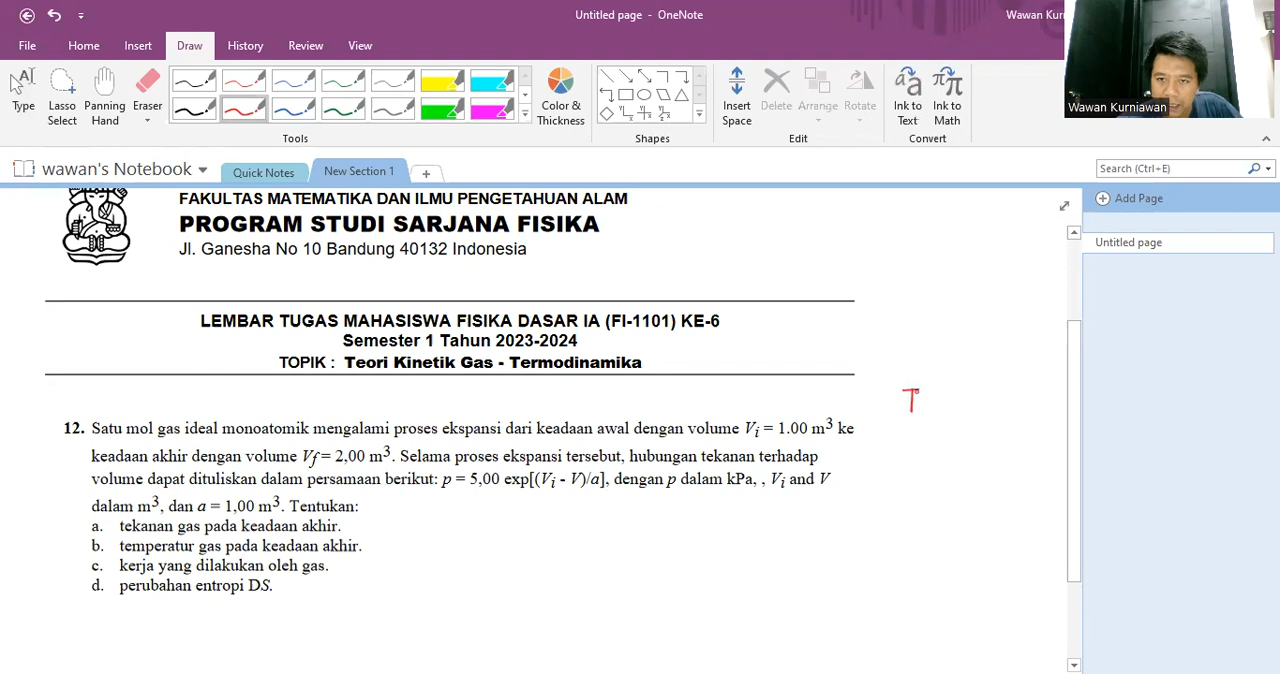 Untitled page - OneNote
Wawan Kurn
File Home Insert Draw History Review View
Wawan Kurniawan
Type
Lasso Select
Panning Hand
Eraser
Color & Thickness
Insert Space
Delete
Arrange
Rotate
Ink to Text
Ink to Math
Tools
Shapes
Edit
Convert
wawan's Notebook
Quick Notes
New Section 1
Search (Ctrl+E)
Add Page
Untitled page
FAKULTAS MATEMATIKA DAN ILMU PENGETAHUAN ALAM
PROGRAM STUDI SARJANA FISIKA
Jl. Ganesha No 10 Bandung 40132 Indonesia
LEMBAR TUGAS MAHASISWA FISIKA DASAR IA (FI-1101) KE-6
Semester 1 Tahun 2023-2024
TOPIK : Teori Kinetik Gas - Termodinamika
T
12. Satu mol gas ideal monoatomik mengalami proses ekspansi dari keadaan awal dengan volume Vi = 1.00 m³ ke
keadaan akhir dengan volume Vf = 2,00 m³. Selama proses ekspansi tersebut, hubungan tekanan terhadap
volume dapat dituliskan dalam persamaan berikut: p = 5,00 exp[(Vi - V)/a], dengan p dalam kPa, , Vi and V
dalam m³, dan a = 1,00 m³. Tentukan:
a. tekanan gas pada keadaan akhir.
b. temperatur gas pada keadaan akhir.
c. kerja yang dilakukan oleh gas.
d. perubahan entropi DS.